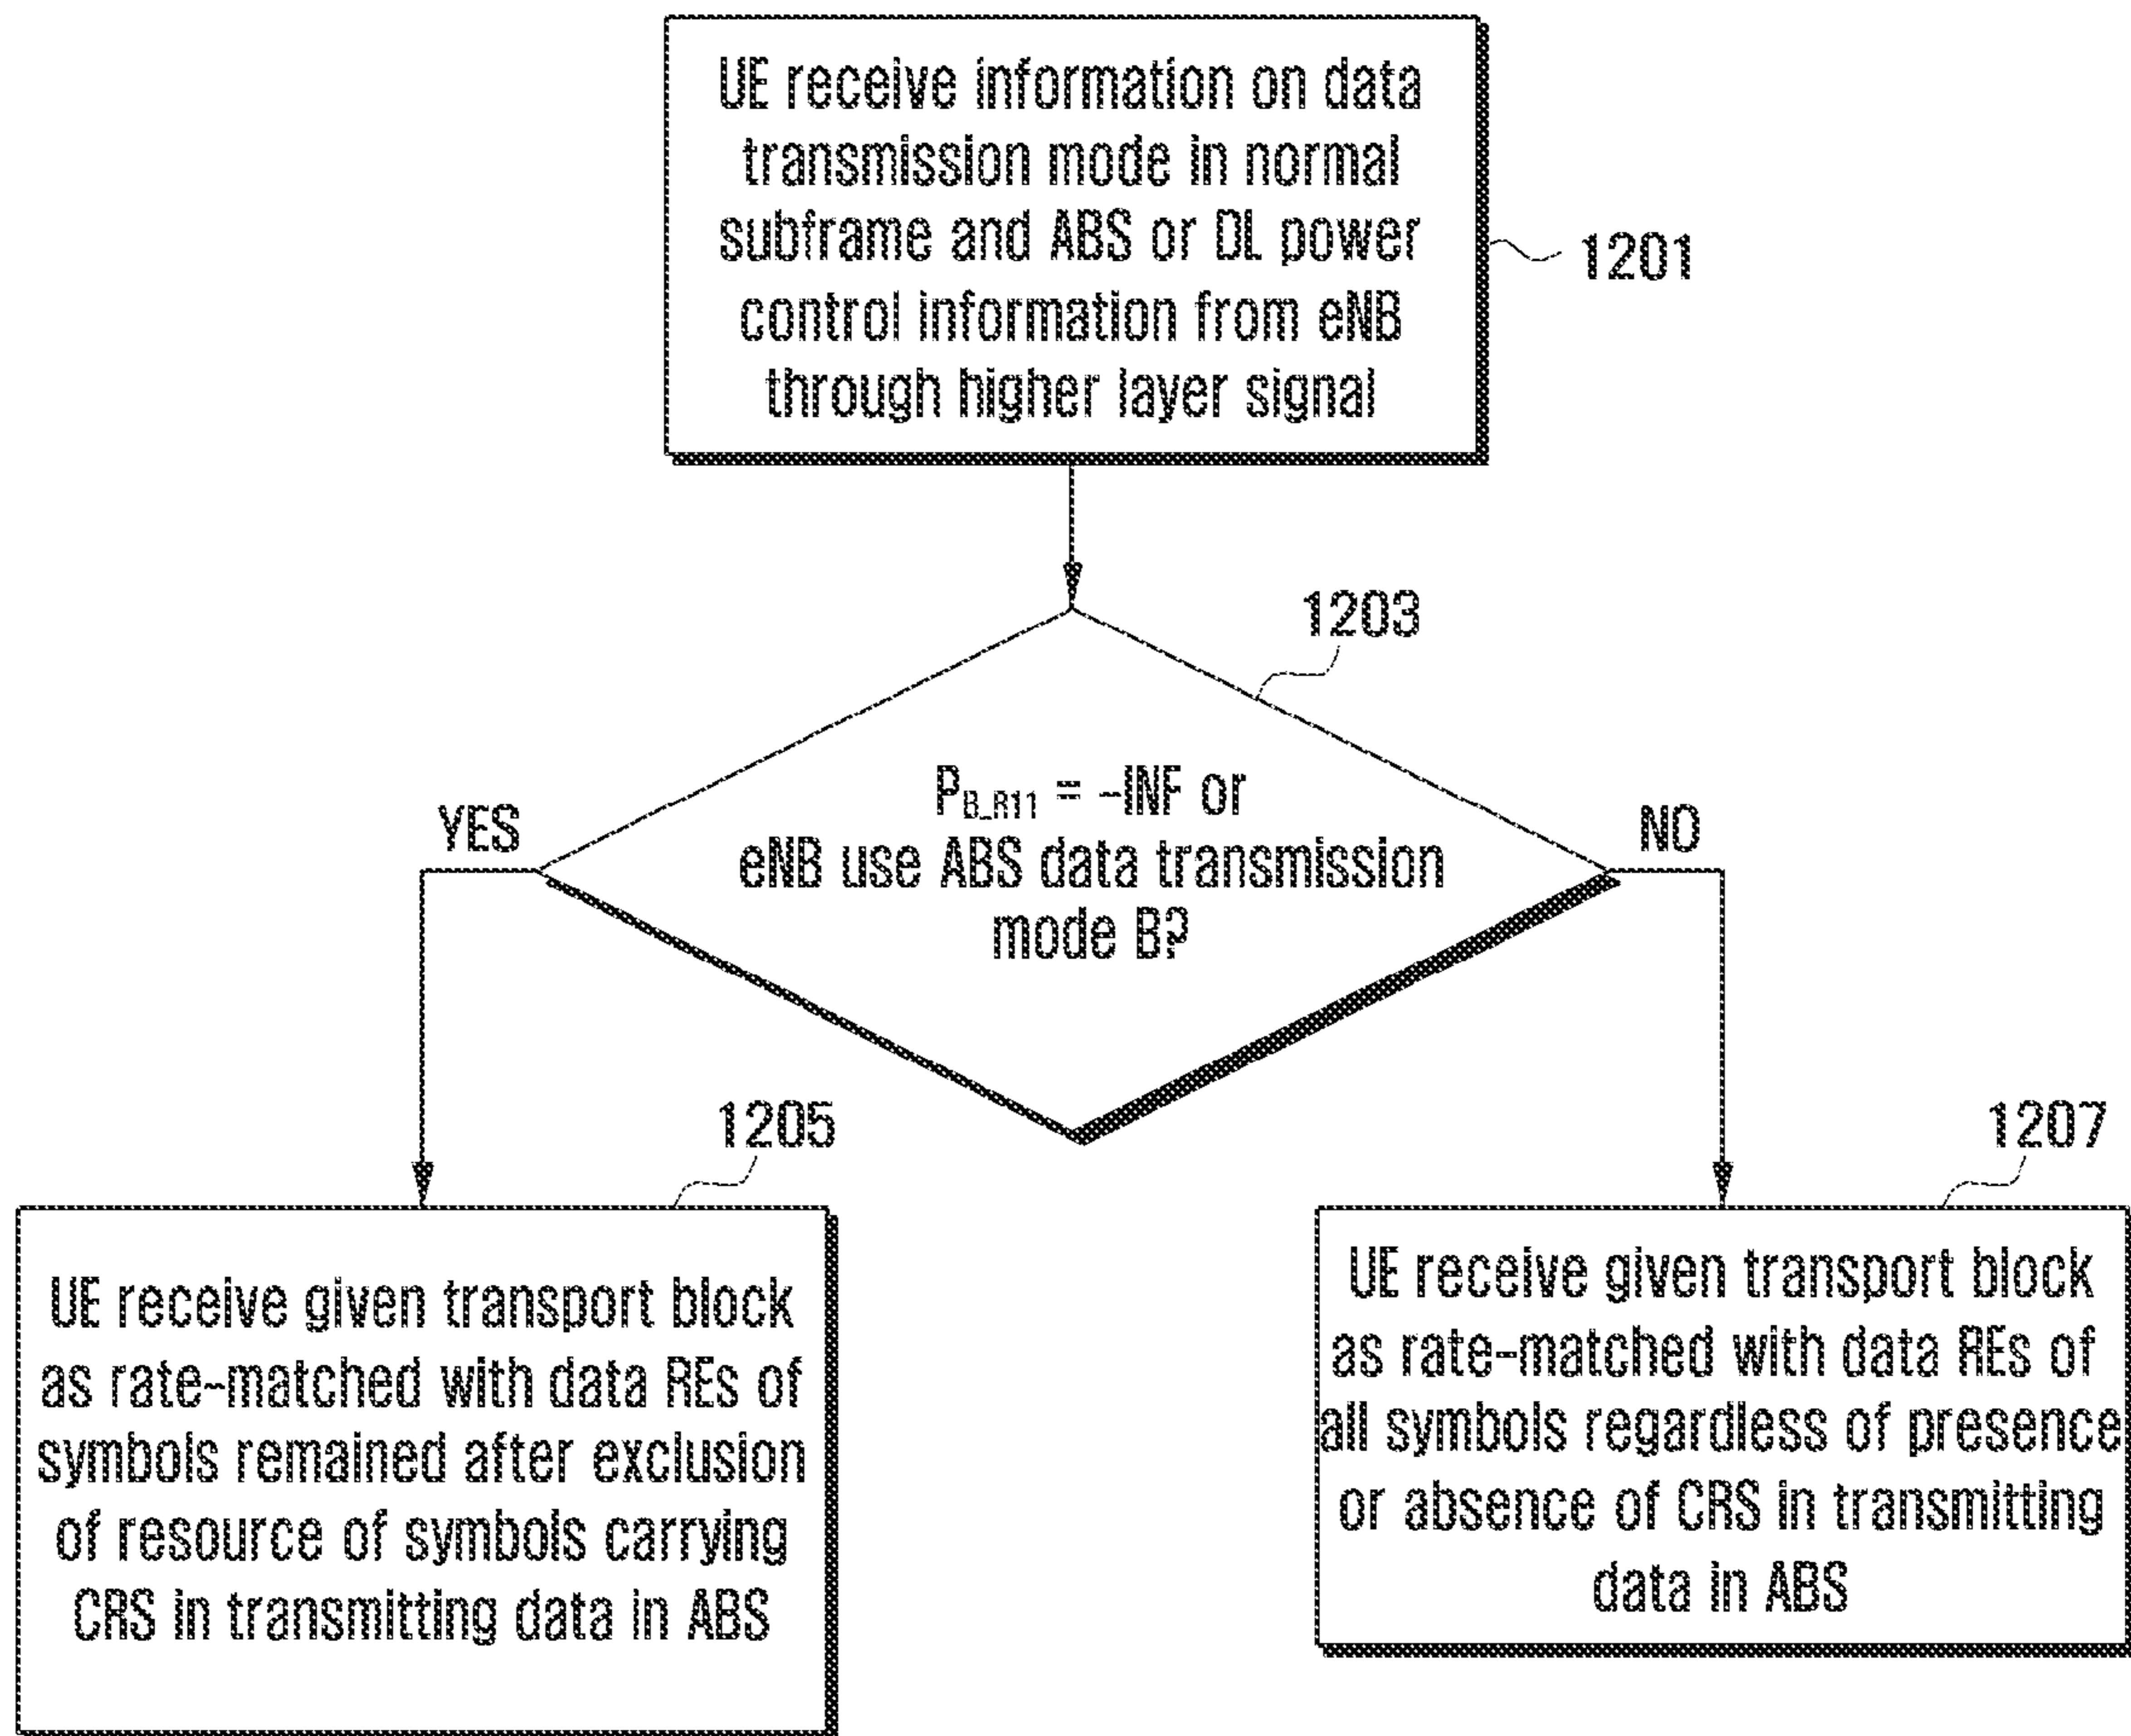 UE receive information on data
transmission mode in normal
subframe and ABS or DL power
control information from eNB
through higher layer signal
1201
1203
P_B_R11 = -INF or
eNB use ABS data transmission
mode B?
YES
NO
1205
UE receive given transport block
as rate-matched with data REs of
symbols remained after exclusion
of resource of symbols carrying
CRS in transmitting data in ABS
1207
UE receive given transport block
as rate-matched with data REs of
all symbols regardless of presence
or absence of CRS in transmitting
data in ABS